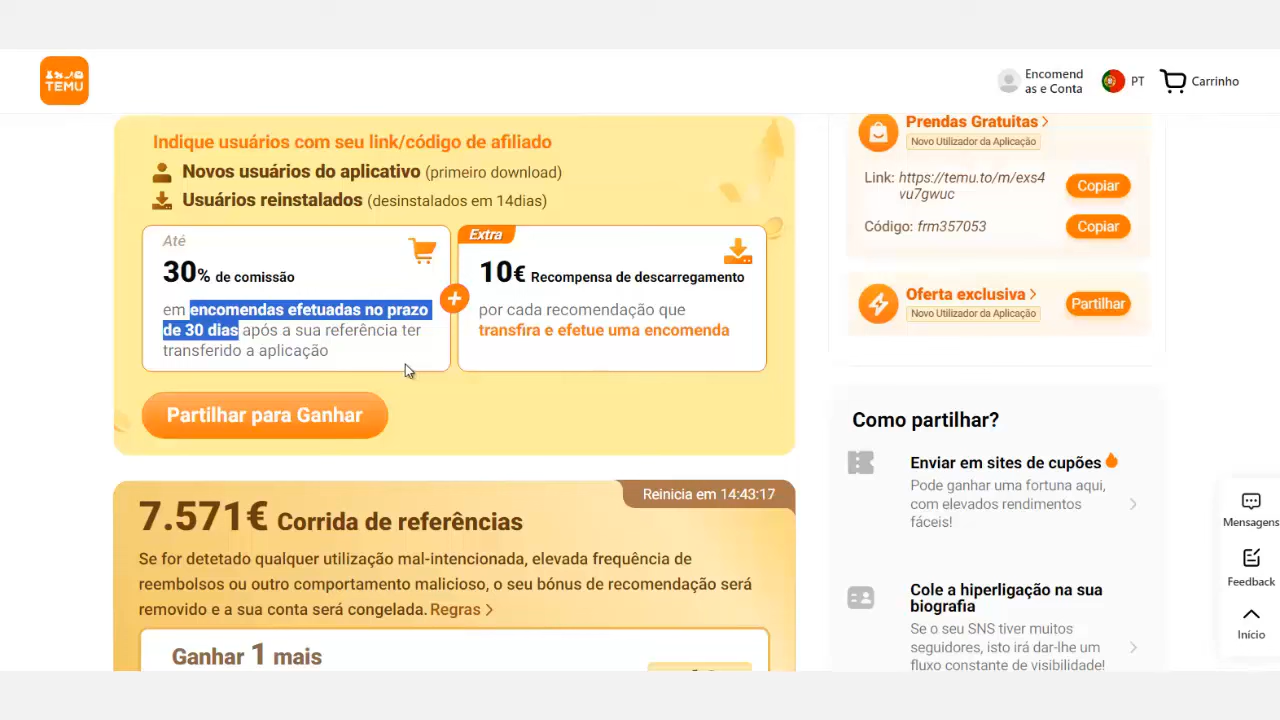 TEMU
Encomend
as e Conta
PT
Carrinho
Indique usuários com seu link/código de afiliado
Novos usuários do aplicativo (primeiro download)
Usuários reinstalados (desinstalados em 14dias)
Até
30% de comissão
em encomendas efetuadas no prazo
de 30 dias após a sua referência ter
transferido a aplicação
+
Extra
10€ Recompensa de descarregamento
por cada recomendação que
transfira e efetue uma encomenda
Partilhar para Ganhar
Reinicia em 14:43:17
7.571€ Corrida de referências
Se for detetado qualquer utilização mal-intencionada, elevada frequência de
reembolsos ou outro comportamento malicioso, o seu bónus de recomendação será
removido e a sua conta será congelada. Regras >
Ganhar 1 mais
Prendas Gratuitas >
Novo Utilizador da Aplicação
Link: https://temu.to/m/exs4
vu7gwuc
Copiar
Código: frm357053
Copiar
Oferta exclusiva >
Novo Utilizador da Aplicação
Partilhar
Como partilhar?
Enviar em sites de cupões
Pode ganhar uma fortuna aqui,
com elevados rendimentos
fáceis!
Cole a hiperligação na sua
biografia
Se o seu SNS tiver muitos
seguidores, isto irá dar-lhe um
fluxo constante de visibilidade!
Mensagens
Feedback
Início